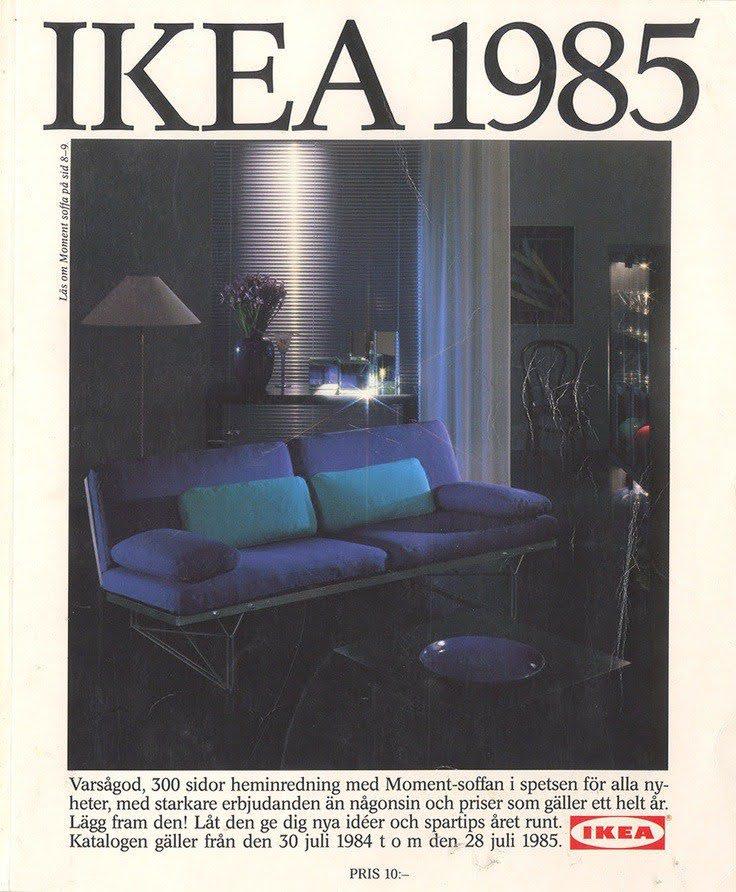 IKEA 1985
Läs om Moment soffa på sid 8–9.
Varsågod, 300 sidor heminredning med Moment-soffan i spetsen för alla ny-
heter, med starkare erbjudanden än någonsin och priser som gäller ett helt år.
Lägg fram den! Låt den ge dig nya idéer och spartips året runt.
Katalogen gäller från den 30 juli 1984 t o m den 28 juli 1985.
IKEA
PRIS 10:–